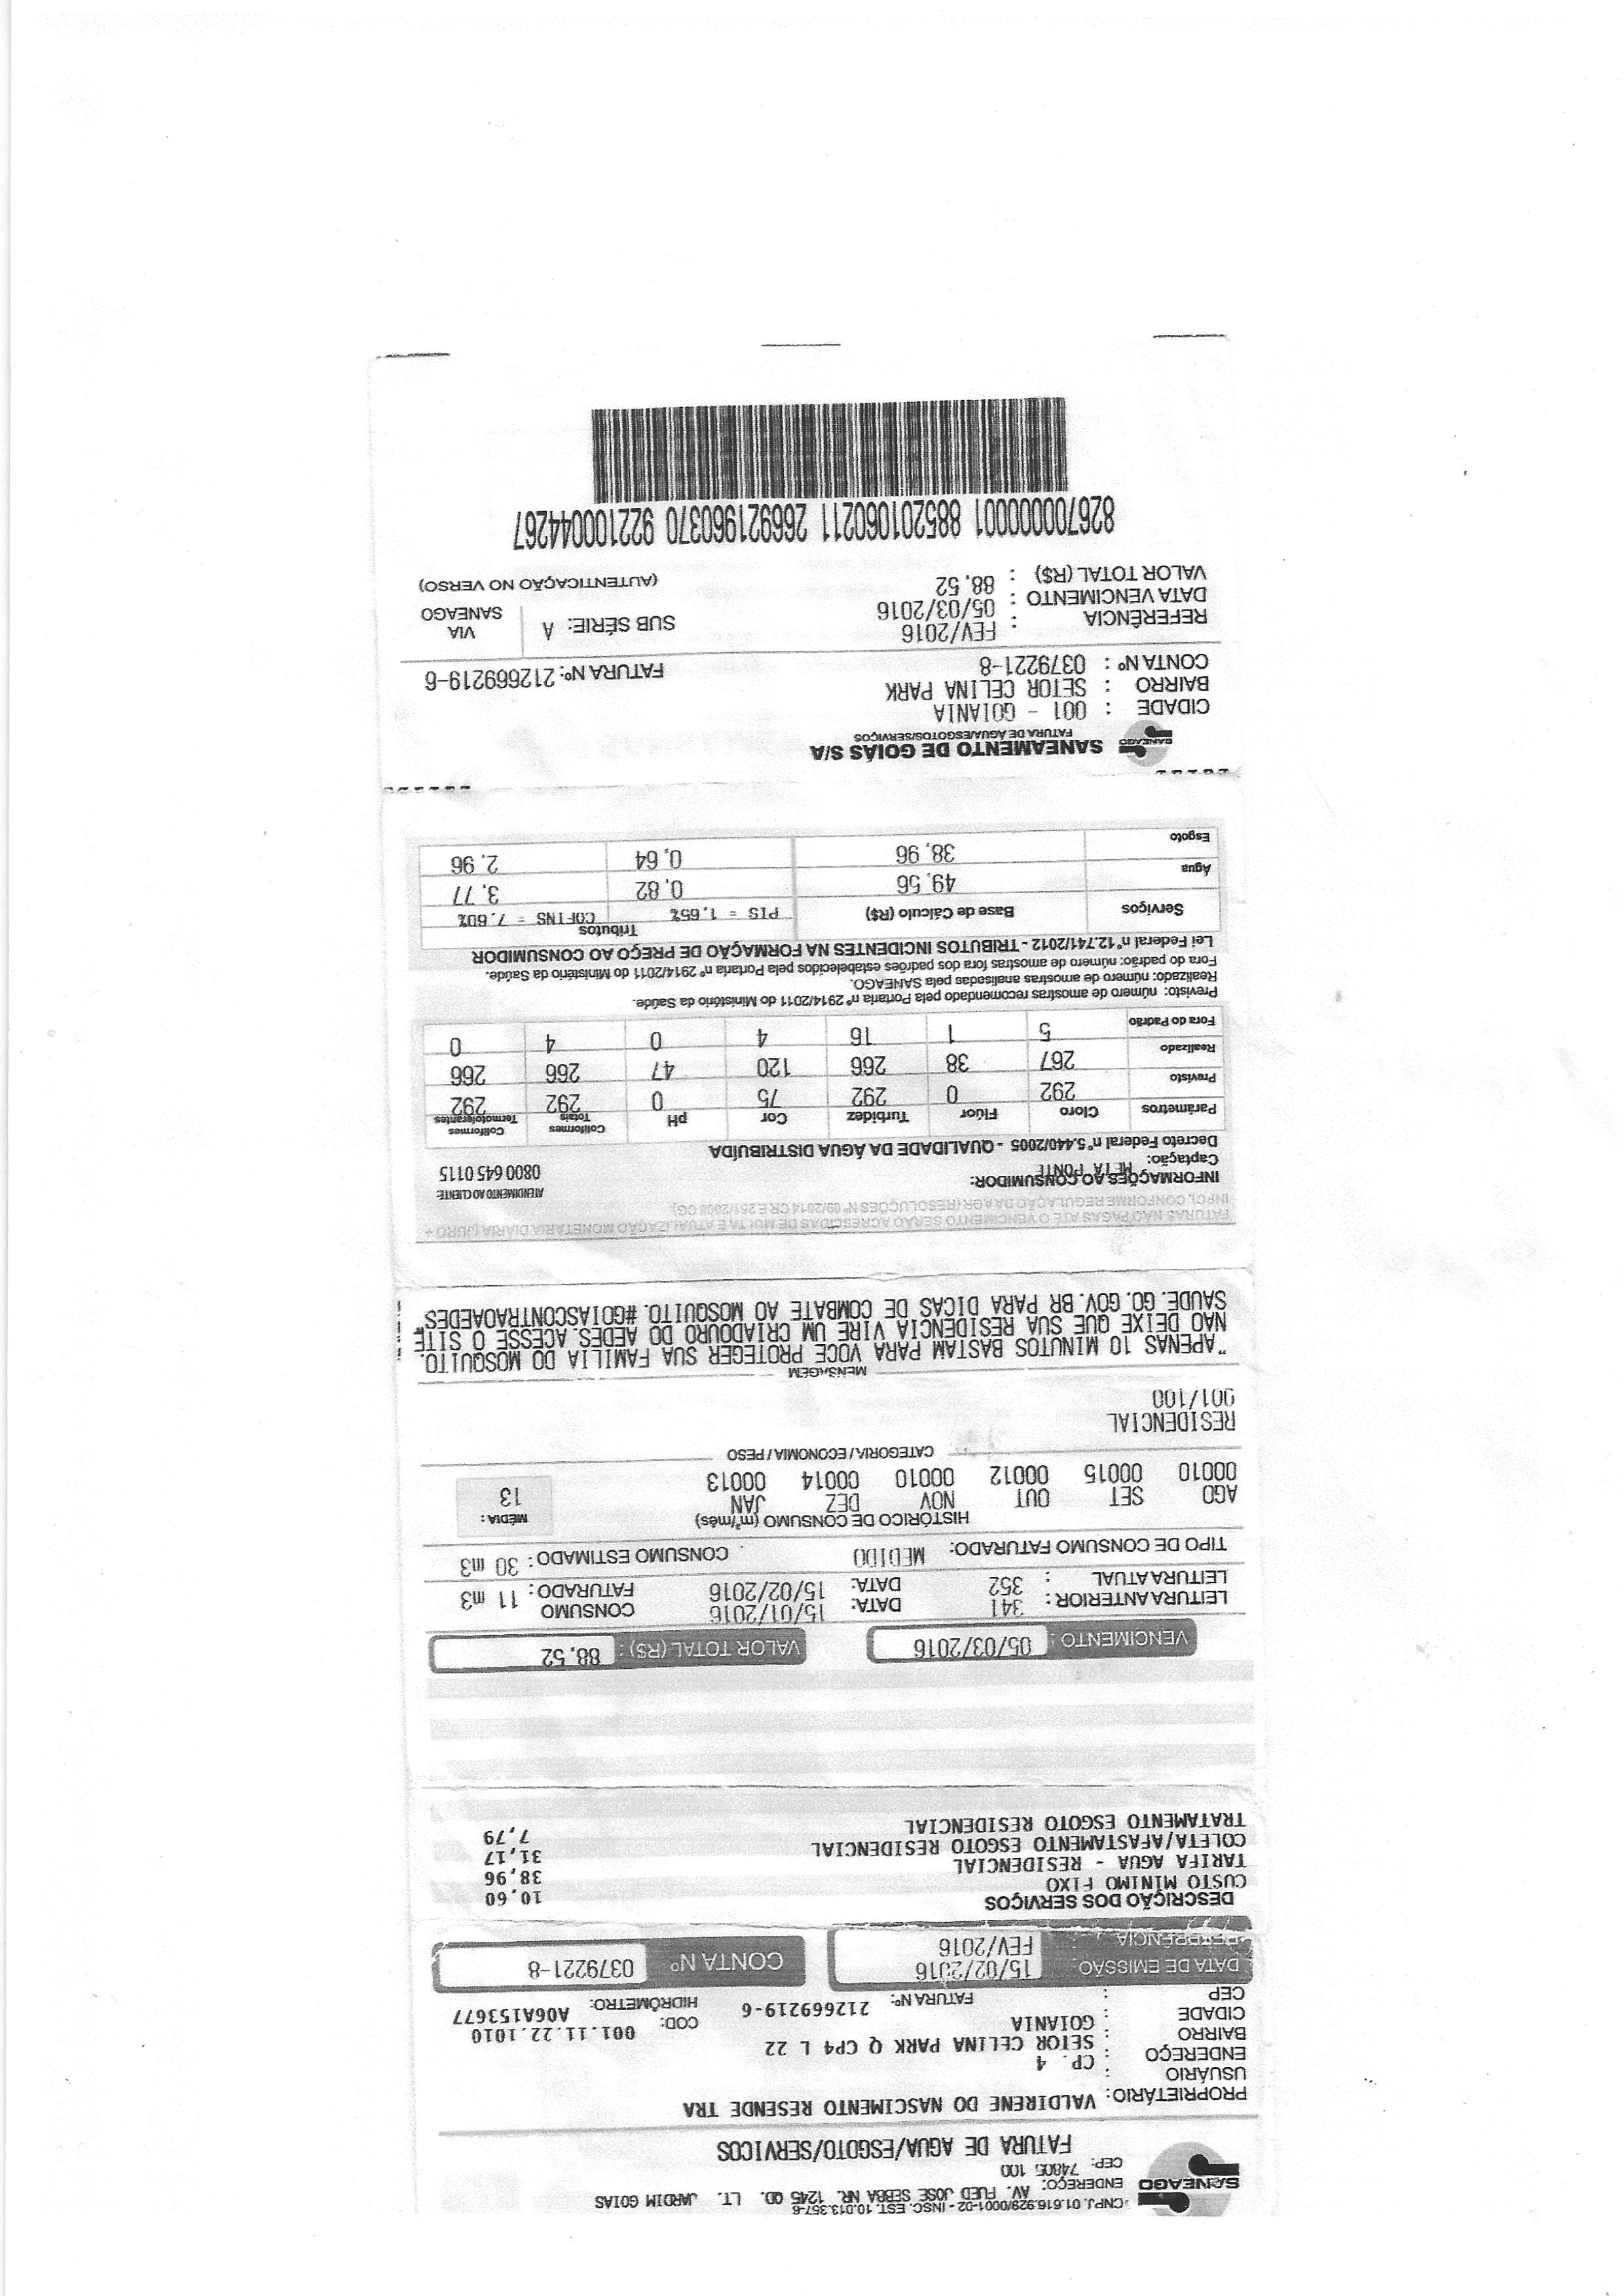 CNPJ. 01.616.929/0001-02 - INSC. EST. 10.013.357-6
ENDEREÇO: AV. FUED JOSE SEBBA NR. 1245 QD. LT. JARDIM GOIAS
CEP: 74805 100
SANEAGO
FATURA DE AGUA/ESGOTO/SERVICOS
PROPRIETÁRIO: VALDIRENE DO NASCIMENTO RESENDE TRA
USUÁRIO :
ENDEREÇO : CP. 4
BAIRRO : SETOR CELINA PARK Q CP4 L 22
CIDADE : GOIANIA COD: 001.11.22.1010
CEP : FATURA Nº: 212669219-6 HIDRÔMETRO: A06A153677
DATA DE EMISSÃO: 15/02/2016 CONTA Nº 0379221-8
REFERÊNCIA : FEV/2016
DESCRIÇÃO DOS SERVIÇOS
CUSTO MINIMO FIXO 10,60
TARIFA AGUA - RESIDENCIAL 38,96
COLETA/AFASTAMENTO ESGOTO RESIDENCIAL 31,17
TRATAMENTO ESGOTO RESIDENCIAL 7,79
VENCIMENTO : 05/03/2016 VALOR TOTAL (R$) : 88,52
LEITURA ANTERIOR : 341 DATA: 15/01/2016 CONSUMO
LEITURA ATUAL : 352 DATA: 15/02/2016 FATURADO : 11 m3
TIPO DE CONSUMO FATURADO: MEDIDO CONSUMO ESTIMADO : 30 m3
HISTÓRICO DE CONSUMO (m³/mês) MÉDIA :
AGO SET OUT NOV DEZ JAN 13
00010 00015 00012 00010 00014 00013
CATEGORIA / ECONOMIA / PESO
RESIDENCIAL
001/100
MENSAGEM
"APENAS 10 MINUTOS BASTAM PARA VOCE PROTEGER SUA FAMILIA DO MOSQUITO.
NAO DEIXE QUE SUA RESIDENCIA VIRE UM CRIADOURO DO AEDES. ACESSE O SITE
SAUDE. GO. GOV. BR PARA DICAS DE COMBATE AO MOSQUITO. #GOIASCONTRAOAEDES"
FATURAS NÃO PAGAS ATÉ O VENCIMENTO SERÃO ACRESCIDAS DE MULTA E ATUALIZAÇÃO MONETÁRIA DIÁRIA (JURO +
INPC), CONFORME REGULAÇÃO DA AGR (RESOLUÇÕES Nº 09/2014 CR E 251/2008 CG).
INFORMAÇÕES AO CONSUMIDOR: ATENDIMENTO AO CLIENTE:
Captação: META PONTE 0800 645 0115
Decreto Federal nº 5.440/2005 - QUALIDADE DA ÁGUA DISTRIBUÍDA
Parâmetros Cloro Flúor Turbidez Cor pH Coliformes Totais Coliformes Termotolerantes
Previsto 292 0 292 75 0 292 292
Realizado 267 38 266 120 47 266 266
Fora do Padrão 5 1 16 4 0 4 0
Previsto: número de amostras recomendado pela Portaria nº 2914/2011 do Ministério da Saúde.
Realizado: número de amostras analisadas pela SANEAGO.
Fora do padrão: número de amostras fora dos padrões estabelecidos pela Portaria nº 2914/2011 do Ministério da Saúde.
Lei Federal nº 12.741/2012 - TRIBUTOS INCIDENTES NA FORMAÇÃO DE PREÇO AO CONSUMIDOR
Serviços Base de Cálculo (R$) Tributos
PIS = 1.65% COFINS = 7.60%
Água 49,56 0,82 3,77
Esgoto 38,96 0,64 2,96
SANEAGO SANEAMENTO DE GOIÁS S/A
FATURA DE ÁGUA/ESGOTOS/SERVIÇOS
CIDADE : 001 - GOIANIA
BAIRRO : SETOR CELINA PARK
CONTA Nº : 0379221-8 FATURA Nº: 212669219-6
REFERÊNCIA : FEV/2016 SUB SÉRIE: A VIA
DATA VENCIMENTO : 05/03/2016 SANEAGO
VALOR TOTAL (R$) : 88,52 (AUTENTICAÇÃO NO VERSO)
826700000001 885201060211 266921960370 922100044267